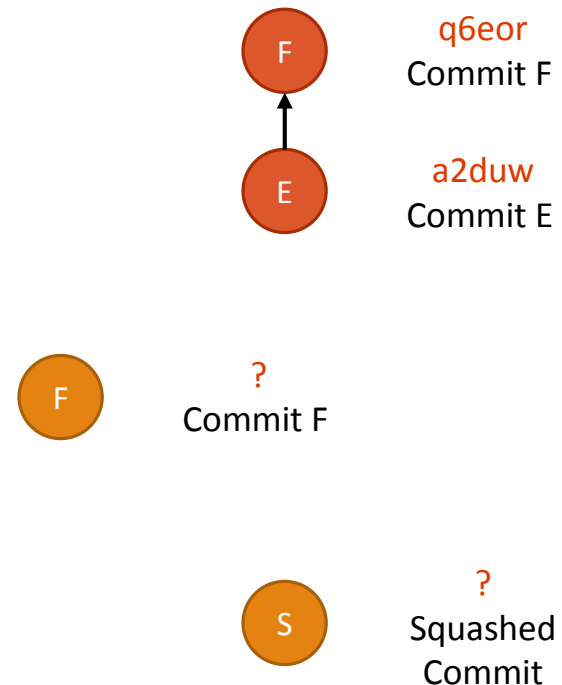 F
q6eor
Commit F
E
a2duw
Commit E
F
?
Commit F
S
?
Squashed
Commit